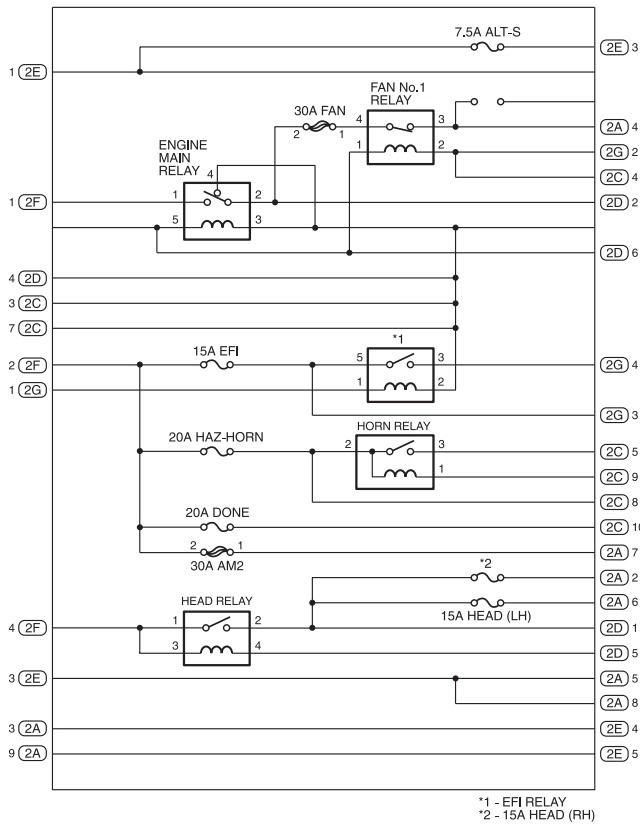 7.5A ALT-S
2E 3
1 2E
FAN No.1
RELAY
30A FAN
4 3
2 1
2A 4
1 2
2G 2
ENGINE
MAIN
RELAY
4
2C 4
1 2
1 2F
2D 2
5 3
2D 6
4 2D
3 2C
7 2C
*1
15A EFI
2 2F
5 3
2G 4
1 2G
1 2
2G 3
HORN RELAY
20A HAZ-HORN
2 3
2C 5
1
2C 9
2C 8
20A DONE
2C 10
2 1
2A 7
30A AM2
*2
2A 2
2A 6
15A HEAD (LH)
HEAD RELAY
4 2F
1 2
2D 1
3 4
2D 5
3 2E
2A 5
2A 8
3 2A
2E 4
9 2A
2E 5
*1 - EFI RELAY
*2 - 15A HEAD (RH)